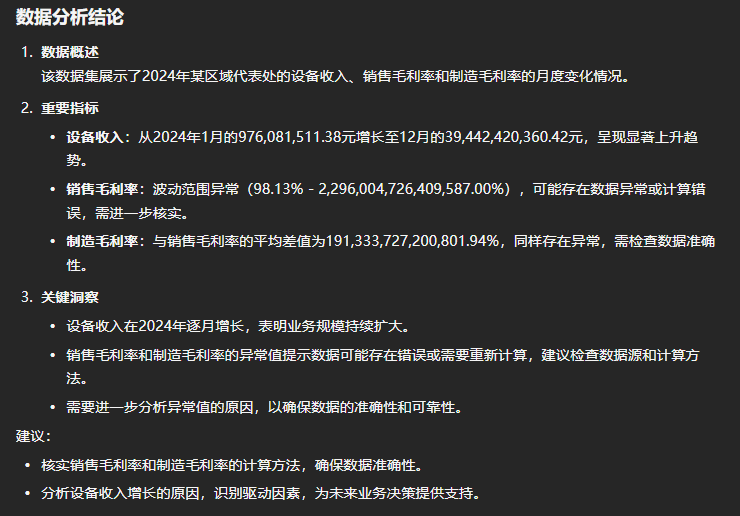 数据分析结论
1. 数据概述
该数据集展示了2024年某区域代表处的设备收入、销售毛利率和制造毛利率的月度变化情况。
2. 重要指标
• 设备收入：从2024年1月的976,081,511.38元增长至12月的39,442,420,360.42元，呈现显著上升趋
势。
• 销售毛利率：波动范围异常（98.13% - 2,296,004,726,409,587.00%），可能存在数据异常或计算错
误，需进一步核实。
• 制造毛利率：与销售毛利率的平均差值为191,333,727,200,801.94%，同样存在异常，需检查数据准确
性。
3. 关键洞察
• 设备收入在2024年逐月增长，表明业务规模持续扩大。
• 销售毛利率和制造毛利率的异常值提示数据可能存在错误或需要重新计算，建议检查数据源和计算方
法。
• 需要进一步分析异常值的原因，以确保数据的准确性和可靠性。
建议：
• 核实销售毛利率和制造毛利率的计算方法，确保数据准确性。
• 分析设备收入增长的原因，识别驱动因素，为未来业务决策提供支持。